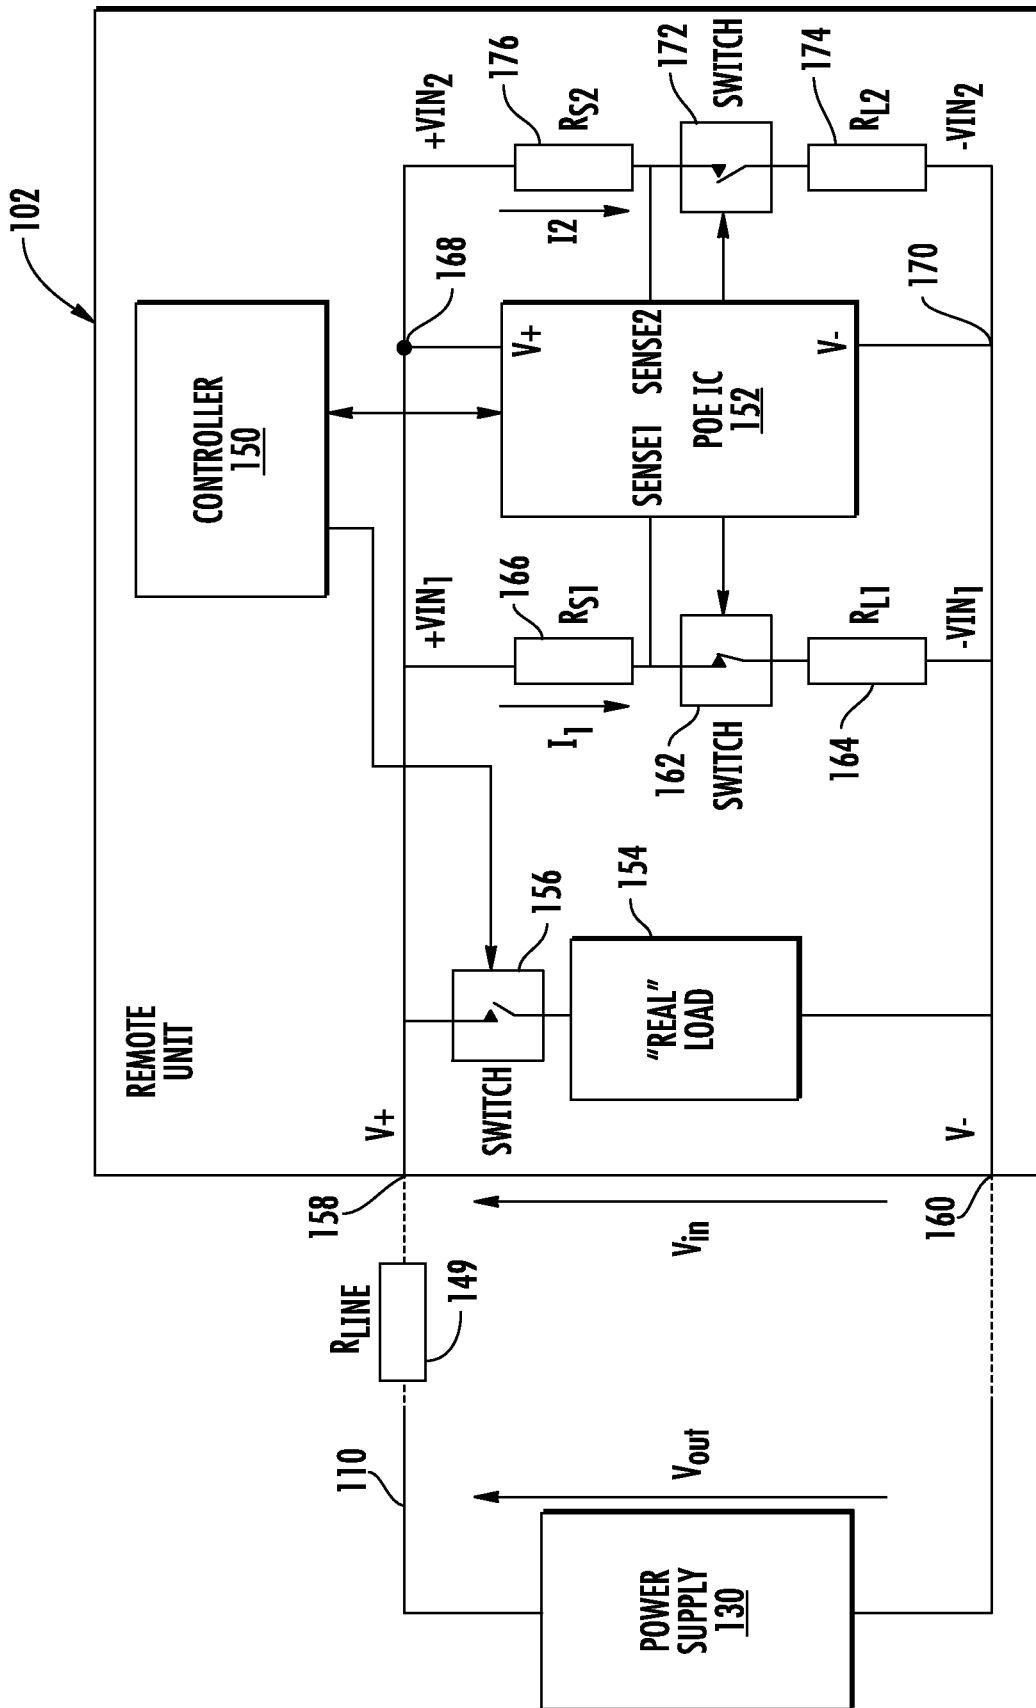 102
REMOTE
UNIT
CONTROLLER
150
110
RLINE
149
158
V+
+VIN1
168
+VIN2
166
RS1
I1
V+
I2
176
RS2
SWITCH
156
SENSE1
SENSE2
162
SWITCH
172
SWITCH
Vout
Vin
POWER
SUPPLY
130
"REAL"
LOAD
154
POE IC
152
V-
164
RL1
RL2
174
160
V-
-VIN1
170
-VIN2